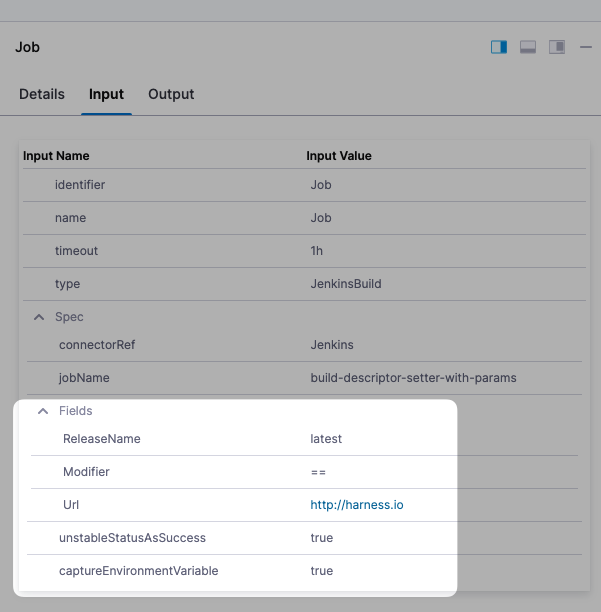 Job
Details Input Output
Input Name Input Value
identifier Job
name Job
timeout 1h
type JenkinsBuild
Spec
connectorRef Jenkins
jobName build-descriptor-setter-with-params
Fields
ReleaseName latest
Modifier ==
Url http://harness.io
unstableStatusAsSuccess true
captureEnvironmentVariable true